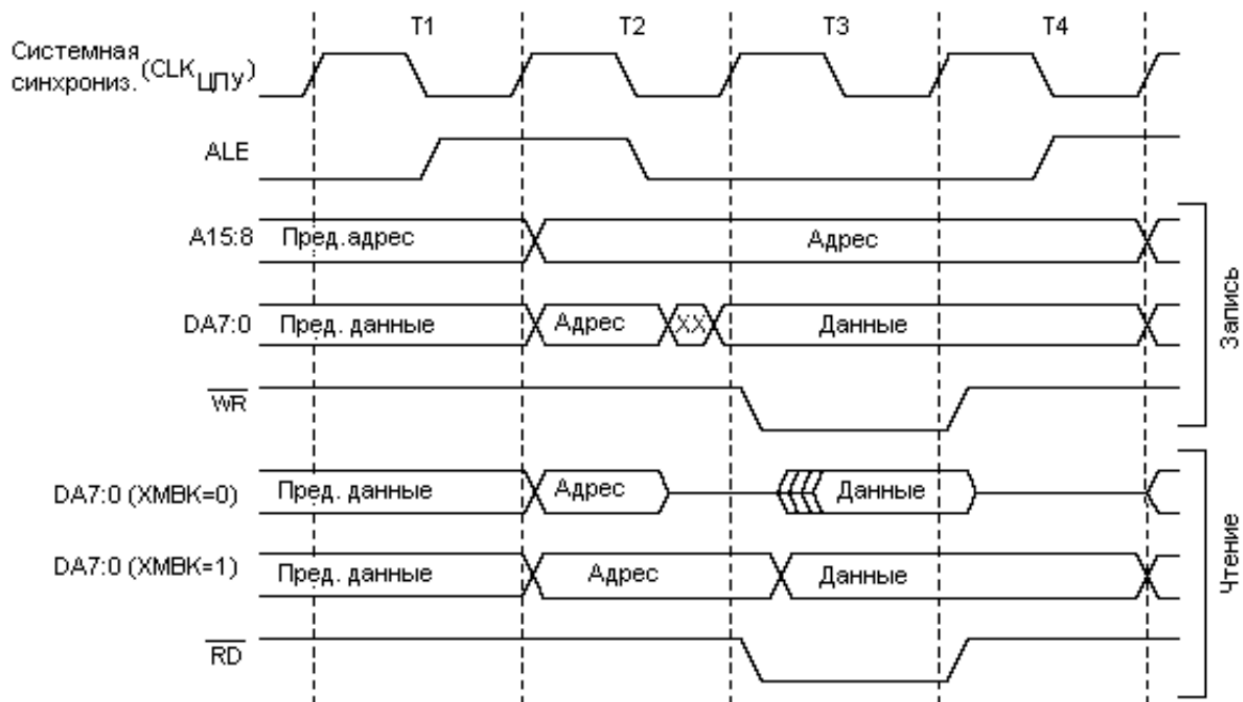 T1 T2 T3 T4
Системная
синхрониз. (CLK ЦПУ)
ALE
A15:8 Пред.адрес Адрес
DA7:0 Пред. данные Адрес XX Данные
WR
Запись
DA7:0 (XMBK=0) Пред. данные Адрес Данные
DA7:0 (XMBK=1) Пред. данные Адрес Данные
RD
Чтение